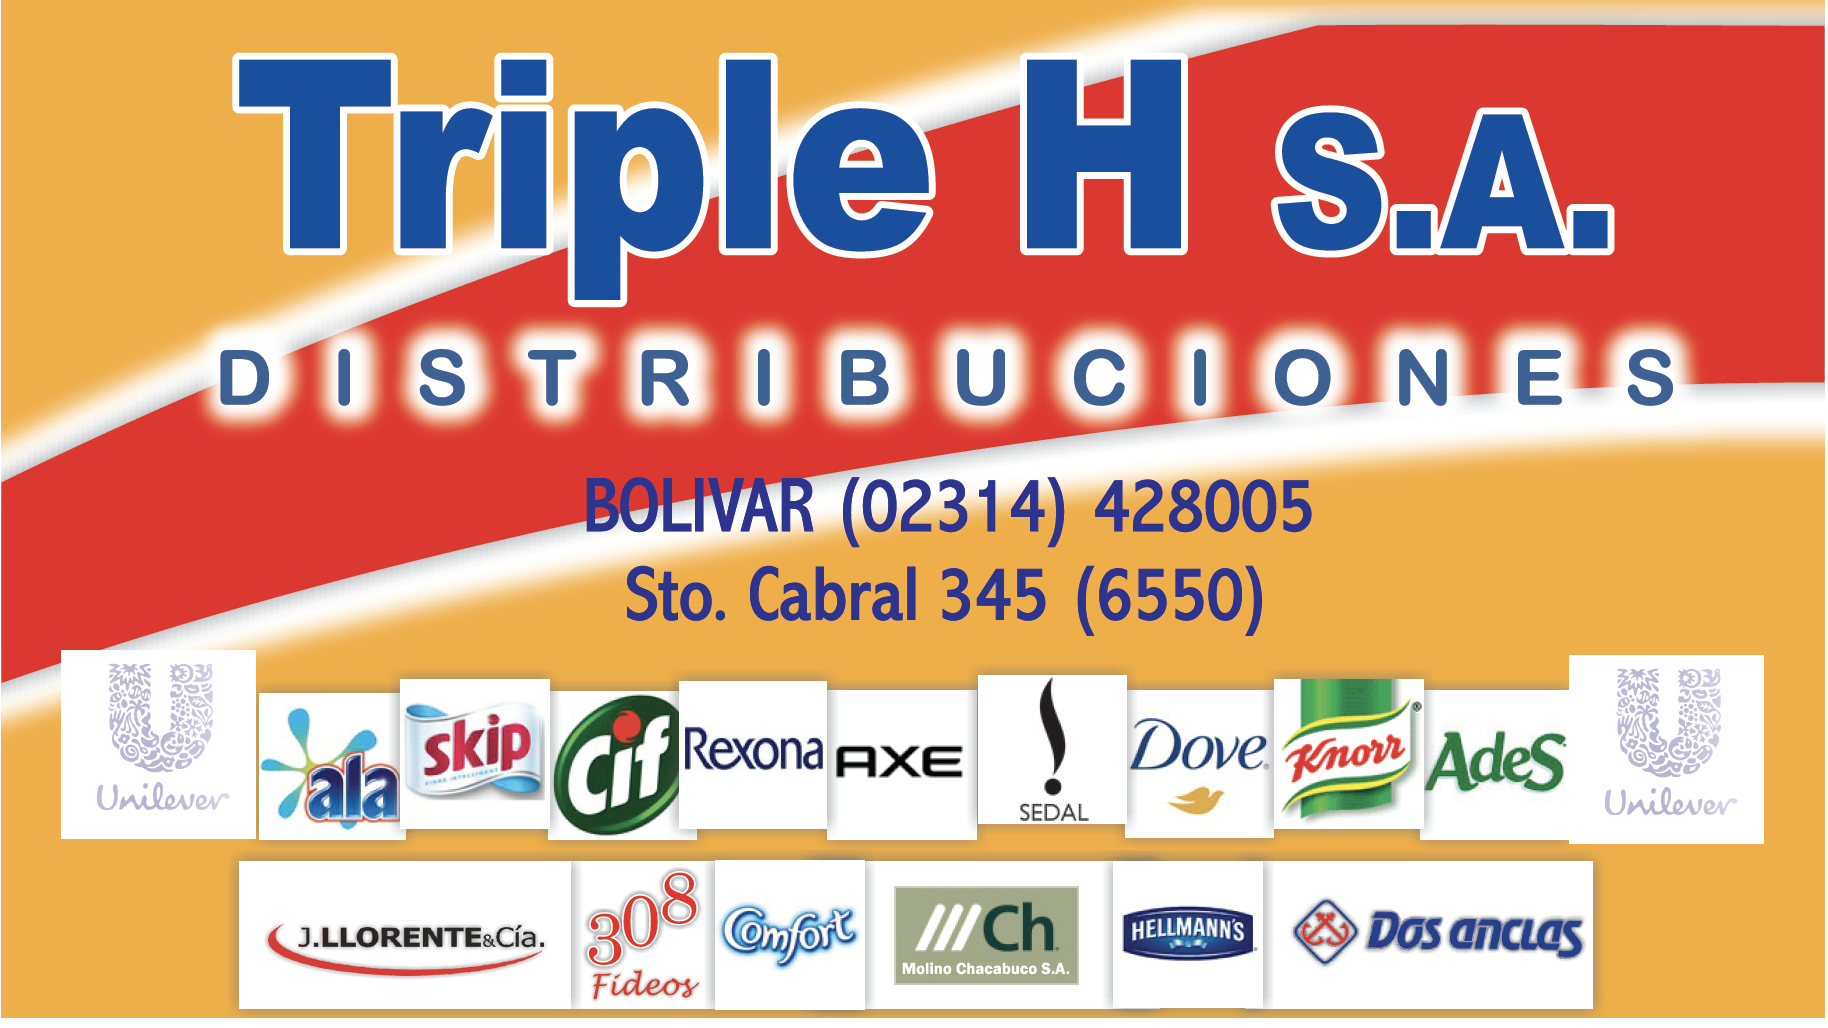 Triple H S.A.
DISTRIBUCIONES
BOLIVAR (02314) 428005
Sto. Cabral 345 (6550)
Unilever
ala
skip
Cif
Rexona
AXE
SEDAL
Dove
Knorr
AdeS
Unilever
J.LLORENTE&Cía.
308
Fideos
Comfort
Ch
Molino Chacabuco S.A.
HELLMANN'S
Dos anclas